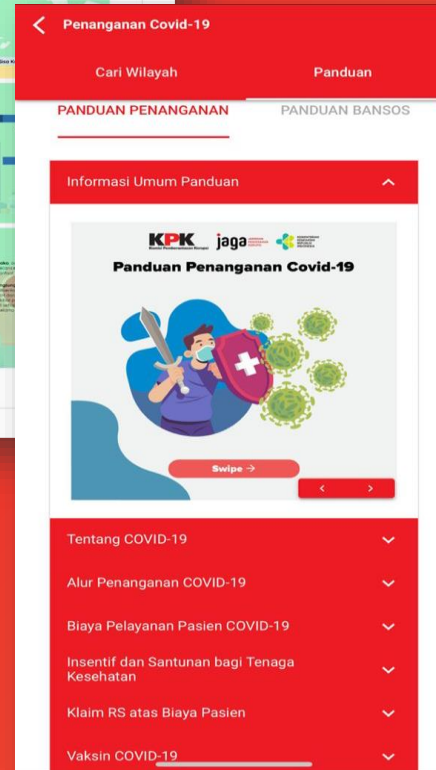 Penanganan Covid-19
Cari Wilayah
Panduan
PANDUAN PENANGANAN
PANDUAN BANSOS
Informasi Umum Panduan
KPK
jaga
Panduan Penanganan Covid-19
Swipe →
Tentang COVID-19
Alur Penanganan COVID-19
Biaya Pelayanan Pasien COVID-19
Insentif dan Santunan bagi Tenaga
Kesehatan
Klaim RS atas Biaya Pasien
Vaksin COVID-19